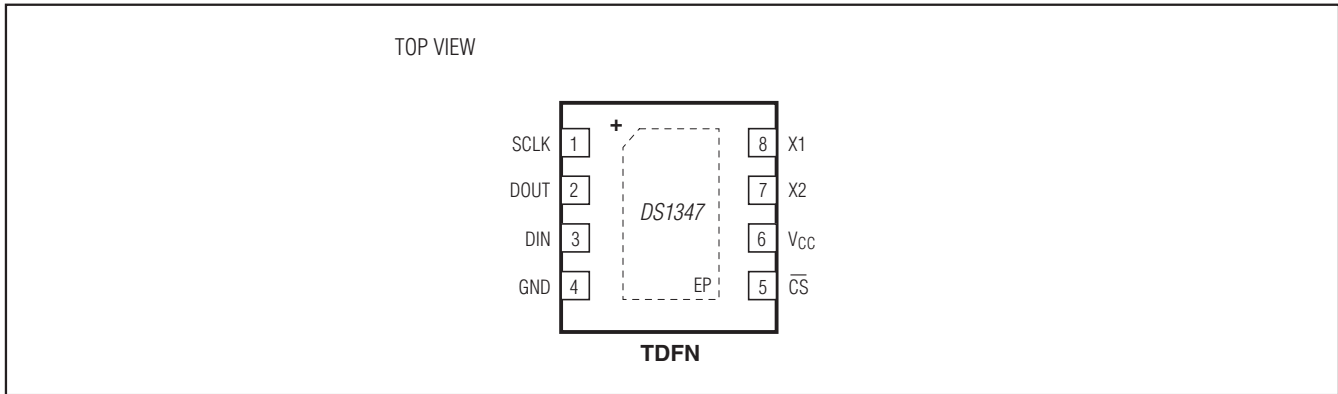 TOP VIEW
+
SCLK 1
DOUT 2
DIN 3
GND 4
DS1347
EP
8 X1
7 X2
6 VCC
5 C̅S̅
TDFN